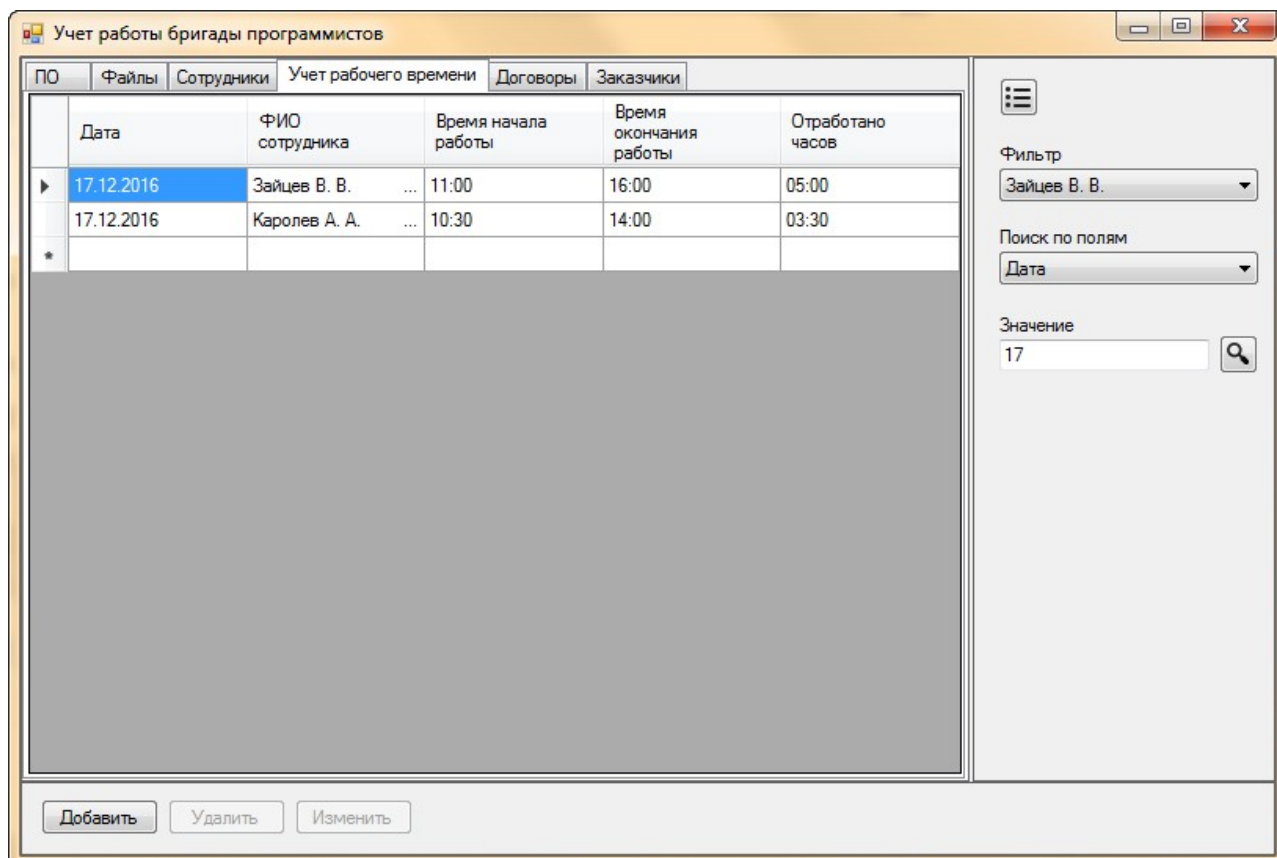 Учет работы бригады программистов
ПО Файлы Сотрудники Учет рабочего времени Договоры Заказчики
Дата ФИО сотрудника Время начала работы Время окончания работы Отработано часов
17.12.2016 Зайцев В. В. ... 11:00 16:00 05:00
17.12.2016 Каролев А. А. ... 10:30 14:00 03:30
Фильтр
Зайцев В. В.
Поиск по полям
Дата
Значение
17
Добавить Удалить Изменить